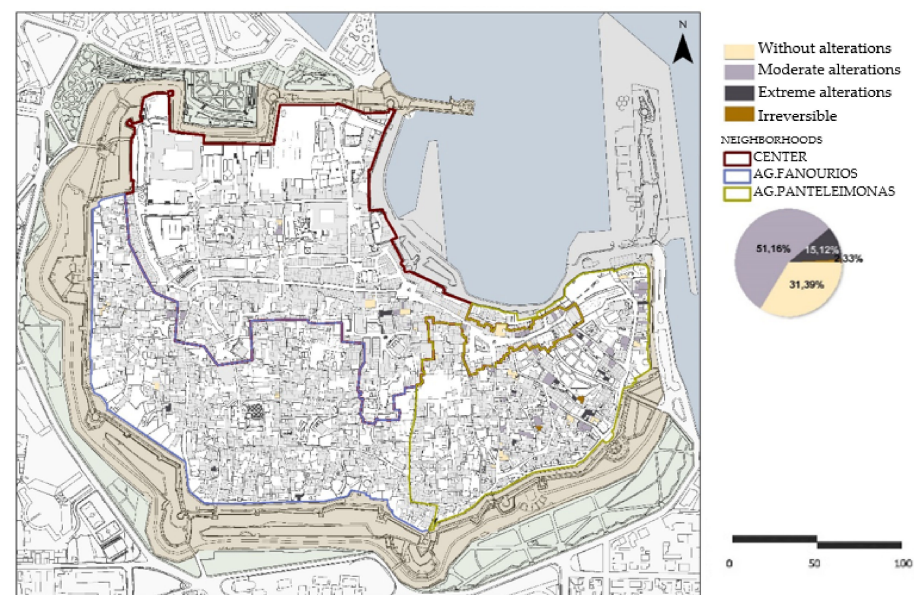 N
Without alterations
Moderate alterations
Extreme alterations
Irreversible
NEIGHBORHOODS
CENTER
AG.FANOURIOS
AG.PANTELEIMONAS
51,16%
15,12%
2,33%
31,39%
0 50 100